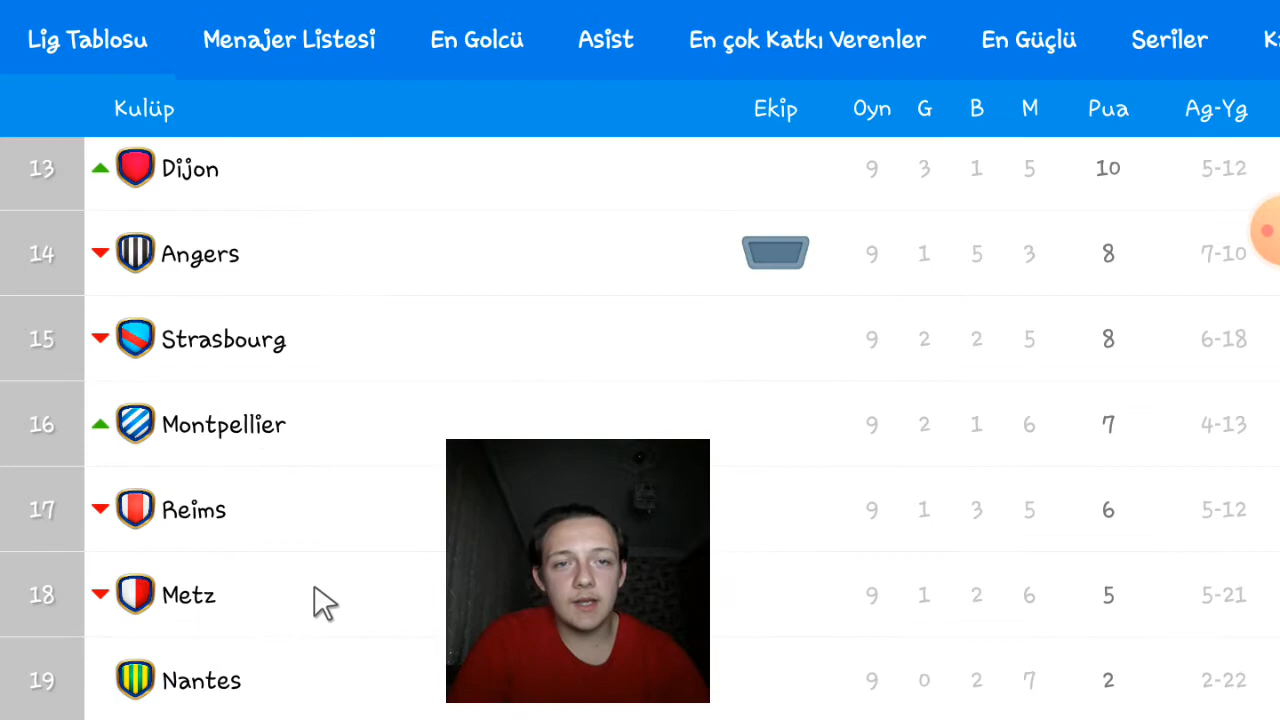 Lig Tablosu Menajer Listesi En Golcü Asist En çok Katkı Verenler En Güçlü Seriler
Kulüp Ekip Oyn G B M Pua Ag-Yg
13 Dijon 9 3 1 5 10 5-12
14 Angers 9 1 5 3 8 7-10
15 Strasbourg 9 2 2 5 8 6-18
16 Montpellier 9 2 1 6 7 4-13
17 Reims 9 1 3 5 6 5-12
18 Metz 9 1 2 6 5 5-21
19 Nantes 9 0 2 7 2 2-22